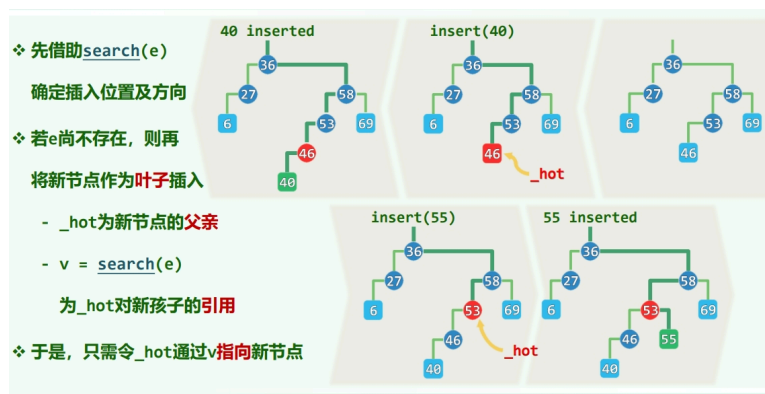 ❖ 先借助search(e)
确定插入位置及方向
❖ 若e尚不存在，则再
将新节点作为叶子插入
- _hot为新节点的父亲
- v = search(e)
为_hot对新孩子的引用
❖ 于是，只需令_hot通过v指向新节点
40 inserted
36
27
58
6
53
69
46
40
insert(40)
36
27
58
6
53
69
46
_hot
36
27
58
6
53
69
46
insert(55)
36
27
58
6
53
69
46
_hot
40
55 inserted
36
27
58
6
53
69
46
55
40